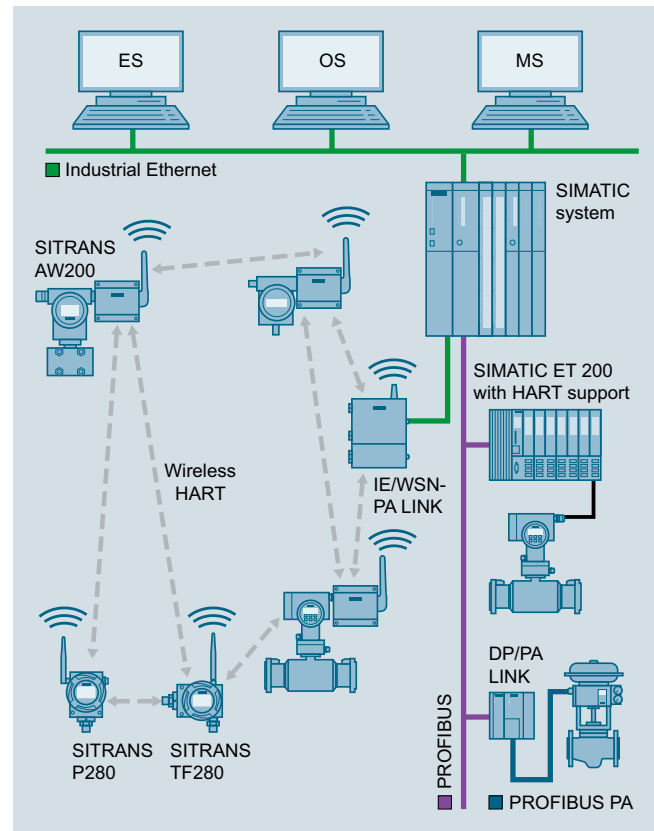 ES
OS
MS
Industrial Ethernet
SIMATIC
system
SITRANS
AW200
SIMATIC ET 200
with HART support
Wireless
HART
IE/WSN-
PA LINK
DP/PA
LINK
SITRANS
P280
SITRANS
TF280
PROFIBUS
PROFIBUS PA